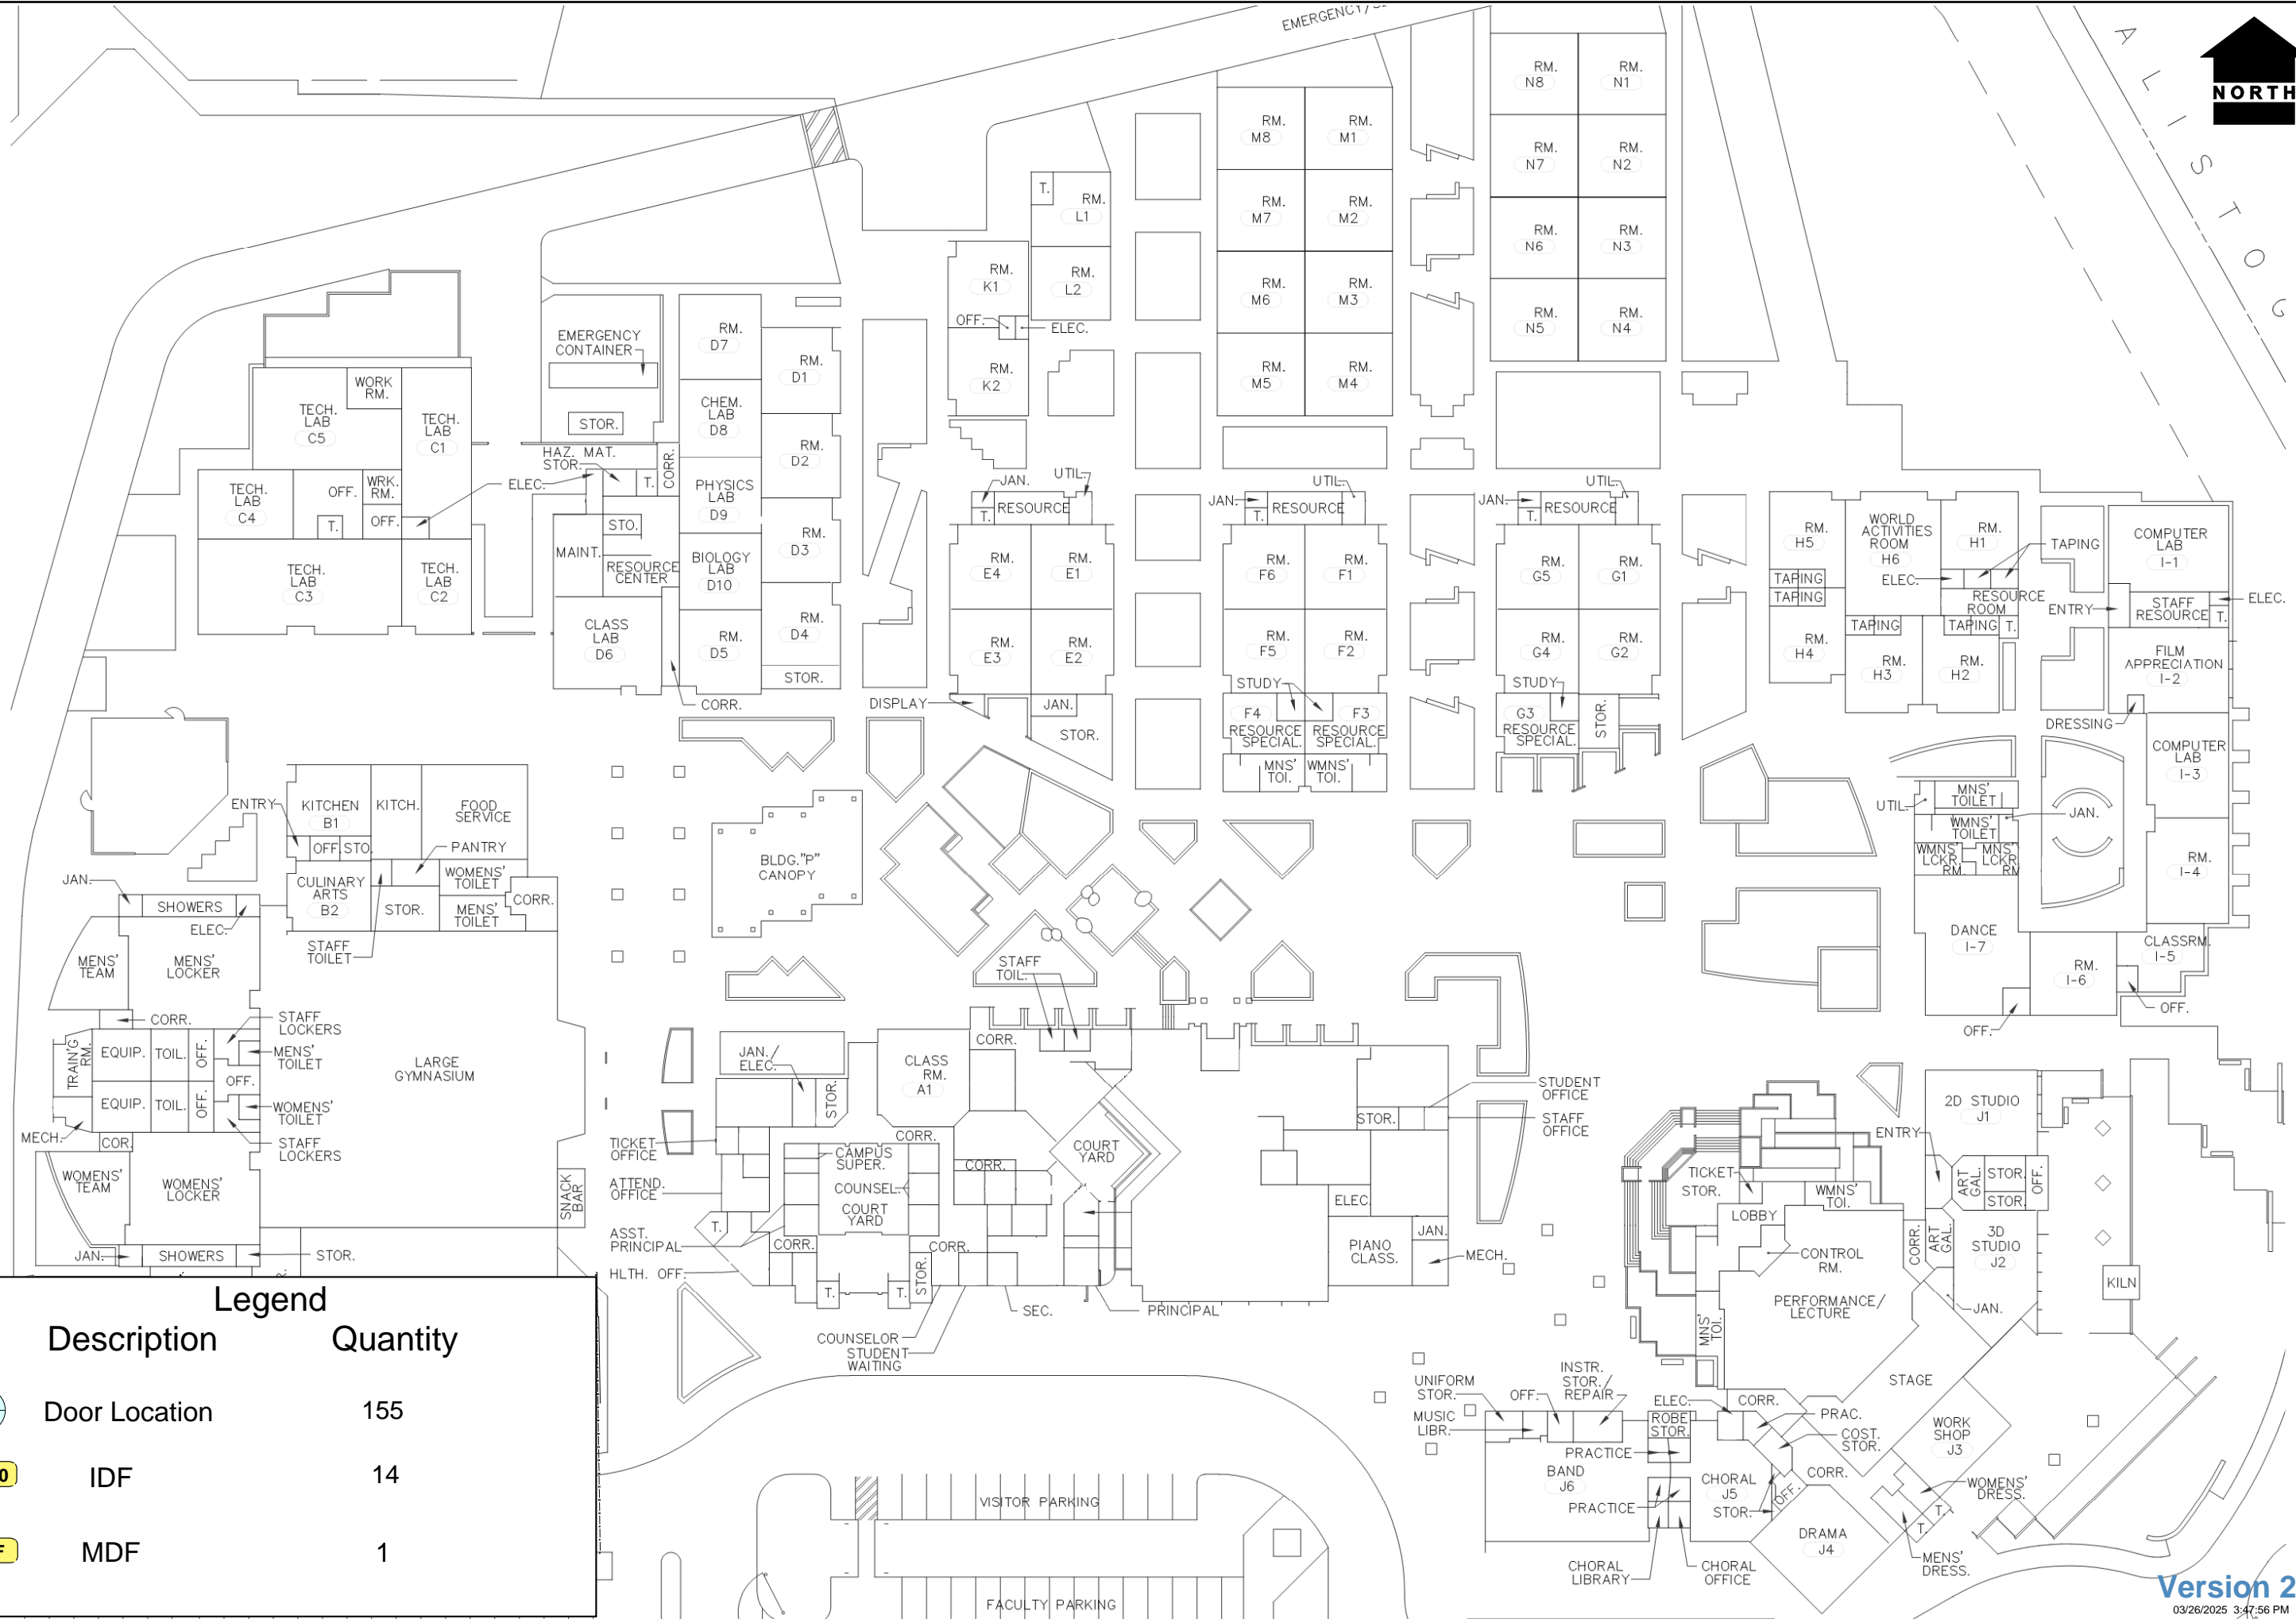 EMERGENCY/
ALISTOG
NORTH
RM.
N8
RM.
N1
RM.
M8
RM.
M1
RM.
N7
RM.
N2
T.
RM.
L1
RM.
M7
RM.
M2
RM.
N6
RM.
N3
RM.
K1
RM.
L2
RM.
M6
RM.
M3
RM.
N5
RM.
N4
OFF.
ELEC.
RM.
K2
RM.
M5
RM.
M4
EMERGENCY
CONTAINER
STOR.
RM.
D7
RM.
D1
CHEM.
LAB
D8
RM.
D2
WORK
RM.
TECH.
LAB
C5
TECH.
LAB
C1
HAZ. MAT.
STOR.
ELEC.
T.
CORR.
PHYSICS
LAB
D9
TECH.
LAB
C4
OFF.
WRK.
RM.
T.
OFF.
STO.
MAINT.
RESOURCE
CENTER
BIOLOGY
LAB
D10
RM.
D3
TECH.
LAB
C3
TECH.
LAB
C2
CLASS
LAB
D6
RM.
D5
RM.
D4
STOR.
CORR.
JAN.
UTIL.
T.
RESOURCE
RM.
E4
RM.
E1
RM.
E3
RM.
E2
DISPLAY
JAN.
STOR.
JAN.
UTIL.
T.
RESOURCE
RM.
F6
RM.
F1
RM.
F5
RM.
F2
STUDY
F4
RESOURCE
SPECIAL.
F3
RESOURCE
SPECIAL.
MNS'
TOI.
WMNS'
TOI.
JAN.
UTIL.
T.
RESOURCE
RM.
G5
RM.
G1
RM.
G4
RM.
G2
STUDY
G3
RESOURCE
SPECIAL.
STOR.
RM.
H5
WORLD
ACTIVITIES
ROOM
H6
RM.
H1
TAPING
TAPING
TAPING
ELEC.
RESOURCE
ROOM
RM.
H4
TAPING
TAPING
T.
RM.
H3
RM.
H2
COMPUTER
LAB
I-1
ENTRY
STAFF
RESOURCE
T.
ELEC.
FILM
APPRECIATION
I-2
DRESSING
COMPUTER
LAB
I-3
UTIL.
MNS'
TOILET
WMNS'
TOILET
JAN.
WMNS'
LCKR.
RM.
MNS'
LCKR.
RM
RM.
I-4
DANCE
I-7
RM.
I-6
CLASSRM.
I-5
OFF.
OFF.
ENTRY
KITCHEN
B1
KITCH.
FOOD
SERVICE
OFF.
STO.
PANTRY
CULINARY
ARTS
B2
WOMENS'
TOILET
STOR.
MENS'
TOILET
CORR.
STAFF
TOILET
BLDG."P"
CANOPY
JAN.
SHOWERS
ELEC.
MENS'
TEAM
MENS'
LOCKER
CORR.
STAFF
LOCKERS
TRAIN'G
RM.
EQUIP.
TOIL.
OFF.
MENS'
TOILET
OFF.
EQUIP.
TOIL.
OFF.
WOMENS'
TOILET
MECH.
COR.
STAFF
LOCKERS
LARGE
GYMNASIUM
WOMENS'
TEAM
WOMENS'
LOCKER
SNACK
BAR
JAN.
SHOWERS
STOR.
STAFF
TOIL.
JAN./
ELEC.
STOR.
CLASS
RM.
A1
CORR.
CORR.
TICKET
OFFICE
CAMPUS
SUPER.
CORR.
COURT
YARD
ATTEND.
OFFICE
COUNSEL.
COURT
YARD
ASST.
PRINCIPAL
T.
CORR.
CORR.
HLTH. OFF.
T.
T.
STOR.
SEC.
PRINCIPAL
COUNSELOR
STUDENT
WAITING
STUDENT
OFFICE
STOR.
STAFF
OFFICE
ELEC.
PIANO
CLASS.
JAN.
MECH.
2D STUDIO
J1
ENTRY
TICKET
STOR.
WMNS'
TOI.
LOBBY
ART
GAL.
STOR.
STOR.
OFF.
CORR.
ART
GAL.
3D
STUDIO
J2
CONTROL
RM.
KILN
PERFORMANCE/
LECTURE
JAN.
MNS'
TOI.
STAGE
UNIFORM
STOR.
OFF.
INSTR.
STOR./
REPAIR
MUSIC
LIBR.
ROBE
STOR.
ELEC.
CORR.
PRAC.
COST.
STOR.
WORK
SHOP
J3
PRACTICE
BAND
J6
CHORAL
J5
CORR.
PRACTICE
STOR.
OFF.
WOMENS'
DRESS.
T.
T.
DRAMA
J4
MENS'
DRESS.
CHORAL
LIBRARY
CHORAL
OFFICE
VISITOR PARKING
FACULTY PARKING
Legend
Description Quantity
Door Location 155
IDF 14
MDF 1
Version 2
03/26/2025 3:47:56 PM